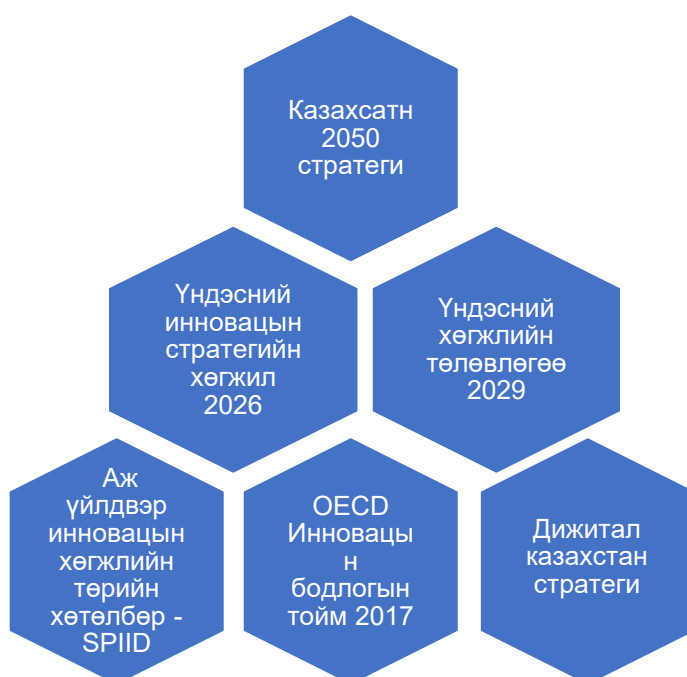 Казахсатн
2050
стратеги
Үндэсний
инновацын
стратегийн
хөгжил
2026
Үндэсний
хөгжлийн
төлөвлөгөө
2029
Аж
үйлдвэр
инновацын
хөгжлийн
төрийн
хөтөлбөр -
SPIID
OECD
Инновацы
н
бодлогын
тойм 2017
Дижитал
казахстан
стратеги